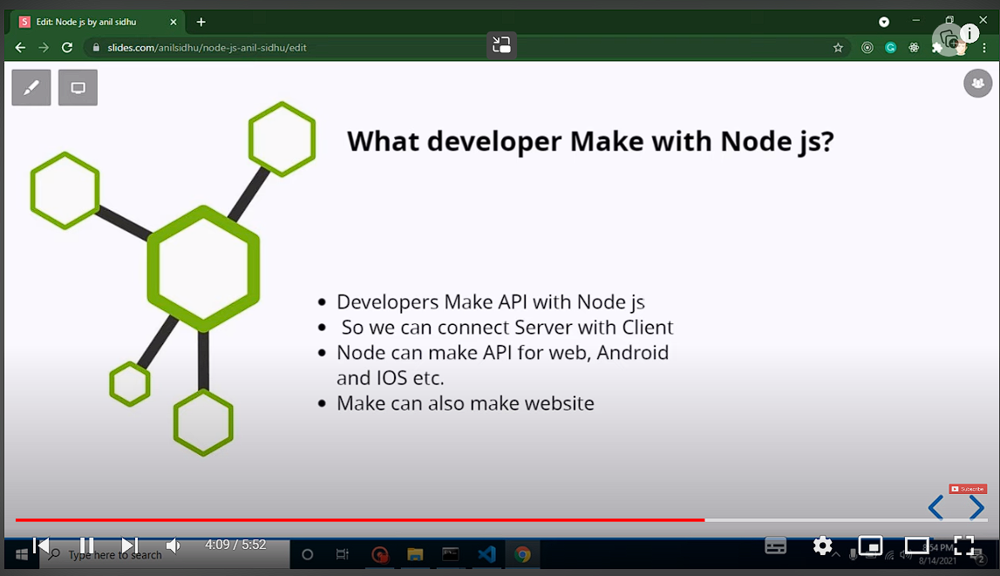 S Edit: Node js by anil sidhu
slides.com/anilsidhu/node-js-anil-sidhu/edit
What developer Make with Node js?
Developers Make API with Node js
So we can connect Server with Client
Node can make API for web, Android
and IOS etc.
Make can also make website
Subscribe
4:09 / 5:52
Type here to search
8:54 PM
8/14/2021
2